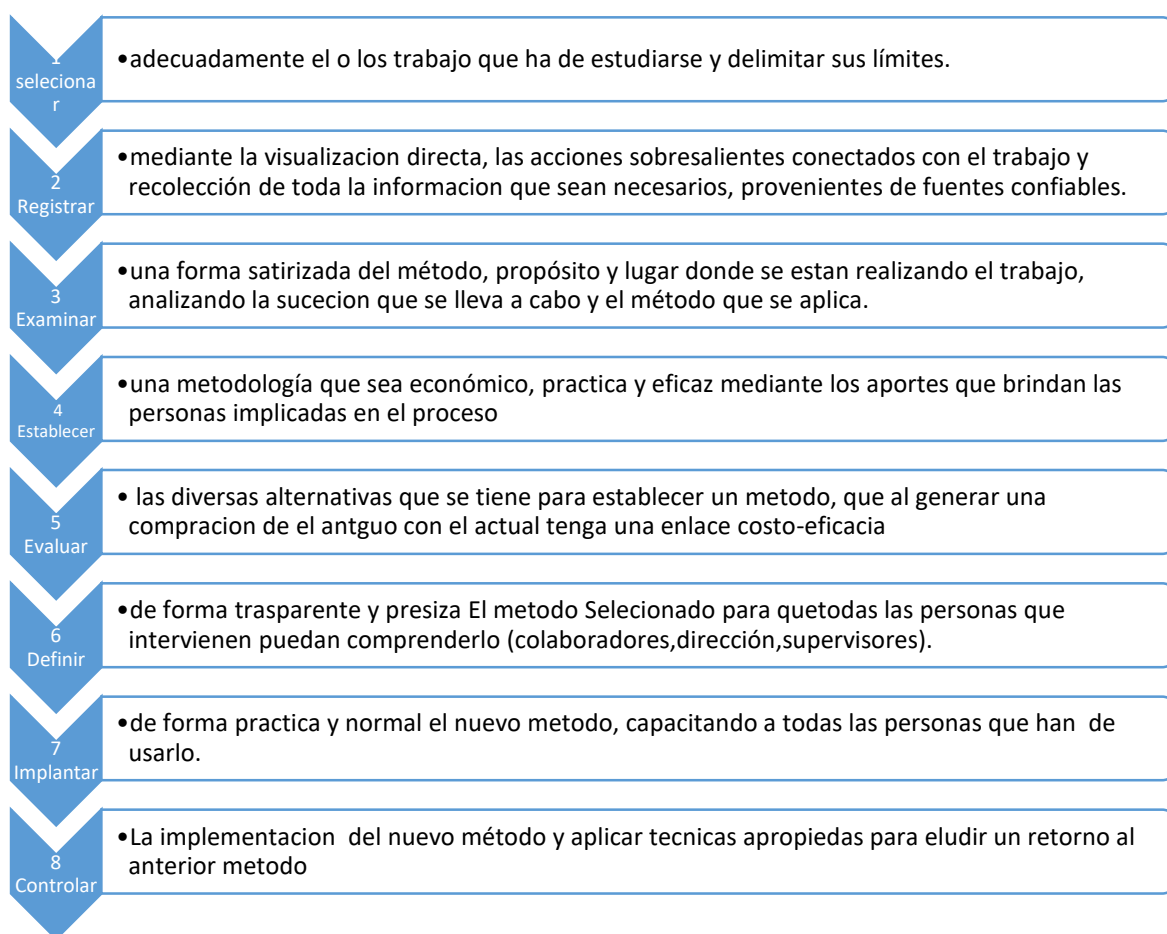 1
seleciona
r
•adecuadamente el o los trabajo que ha de estudiarse y delimitar sus límites.
2
Registrar
•mediante la visualizacion directa, las acciones sobresalientes conectados con el trabajo y
recolección de toda la informacion que sean necesarios, provenientes de fuentes confiables.
3
Examinar
•una forma satirizada del método, propósito y lugar donde se estan realizando el trabajo,
analizando la sucecion que se lleva a cabo y el método que se aplica.
4
Establecer
•una metodología que sea económico, practica y eficaz mediante los aportes que brindan las
personas implicadas en el proceso
5
Evaluar
• las diversas alternativas que se tiene para establecer un metodo, que al generar una
compracion de el antguo con el actual tenga una enlace costo-eficacia
6
Definir
•de forma trasparente y presiza El metodo Selecionado para quetodas las personas que
intervienen puedan comprenderlo (colaboradores,dirección,supervisores).
7
Implantar
•de forma practica y normal el nuevo metodo, capacitando a todas las personas que han de
usarlo.
8
Controlar
•La implementacion del nuevo método y aplicar tecnicas apropiedas para eludir un retorno al
anterior metodo